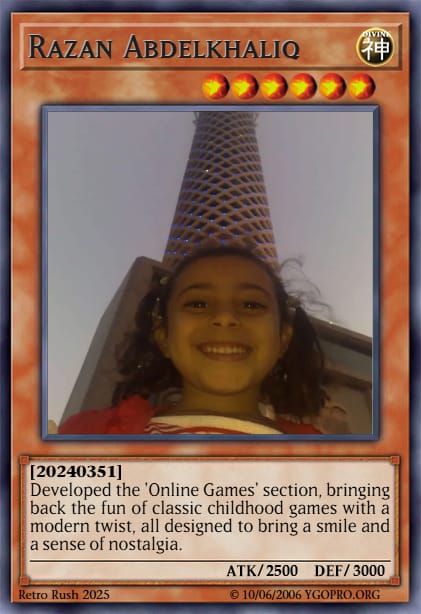 Razan Abdelkhaliq
DIVINE
神
[20240351]
Developed the 'Online Games' section, bringing
back the fun of classic childhood games with a
modern twist, all designed to bring a smile and
a sense of nostalgia.
ATK/2500 DEF/3000
Retro Rush 2025 © 10/06/2006 YGOPRO.ORG